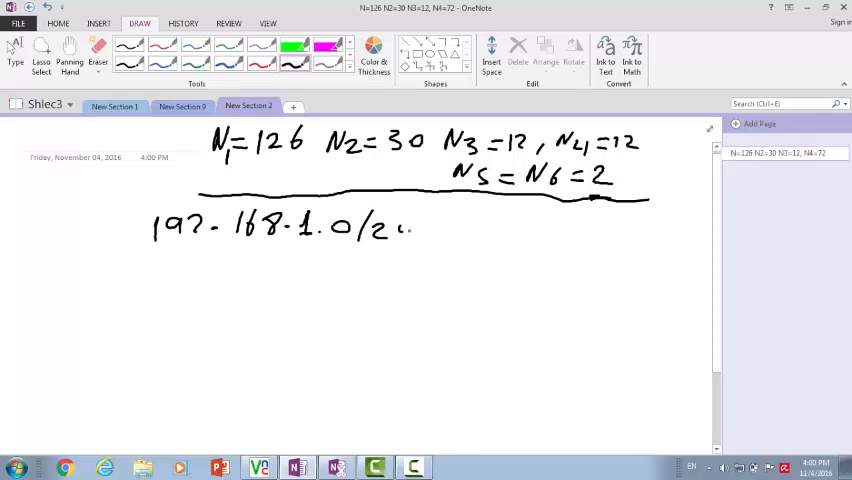 N=126 N2=30 N3=12, N4=72 - OneNote
FILE HOME INSERT DRAW HISTORY REVIEW VIEW
Sign in
Type Lasso Select Panning Hand Eraser Color & Thickness Insert Space Delete Arrange Rotate Ink to Text Ink to Math
Tools Shapes Edit Convert
Shlec3 New Section 1 New Section 9 New Section 2
Search (Ctrl+E)
Add Page
N=126 N2=30 N3=12, N4=72
N1=126 N2=30 N3=12, N4=12
Friday, November 04, 2016 4:00 PM
N5=N6=2
192.168.1.0/2
EN
4:00 PM
11/4/2016